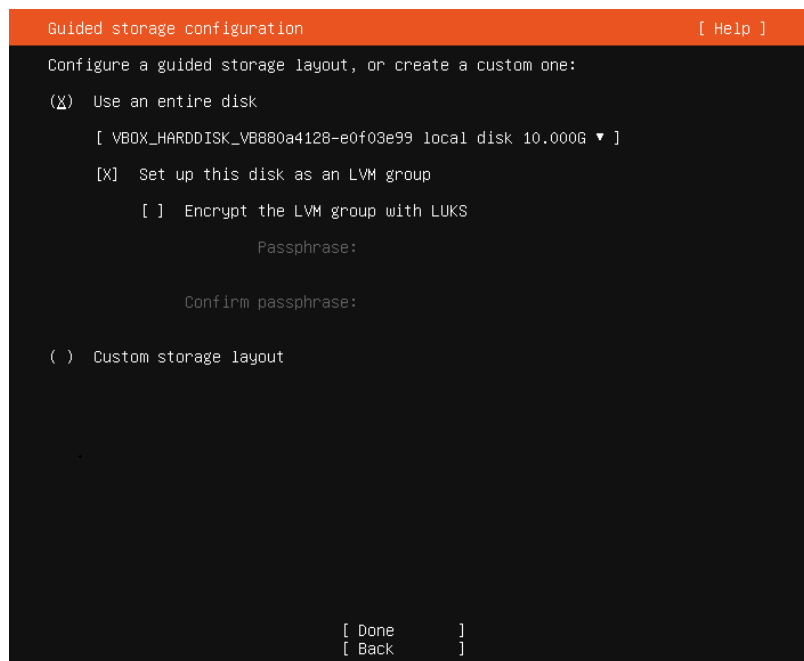 Guided storage configuration [ Help ]
Configure a guided storage layout, or create a custom one:
(X) Use an entire disk
[ VBOX_HARDDISK_VB880a4128-e0f03e99 local disk 10.000G ▾ ]
[X] Set up this disk as an LVM group
[ ] Encrypt the LVM group with LUKS
Passphrase:
Confirm passphrase:
( ) Custom storage layout
[ Done ]
[ Back ]